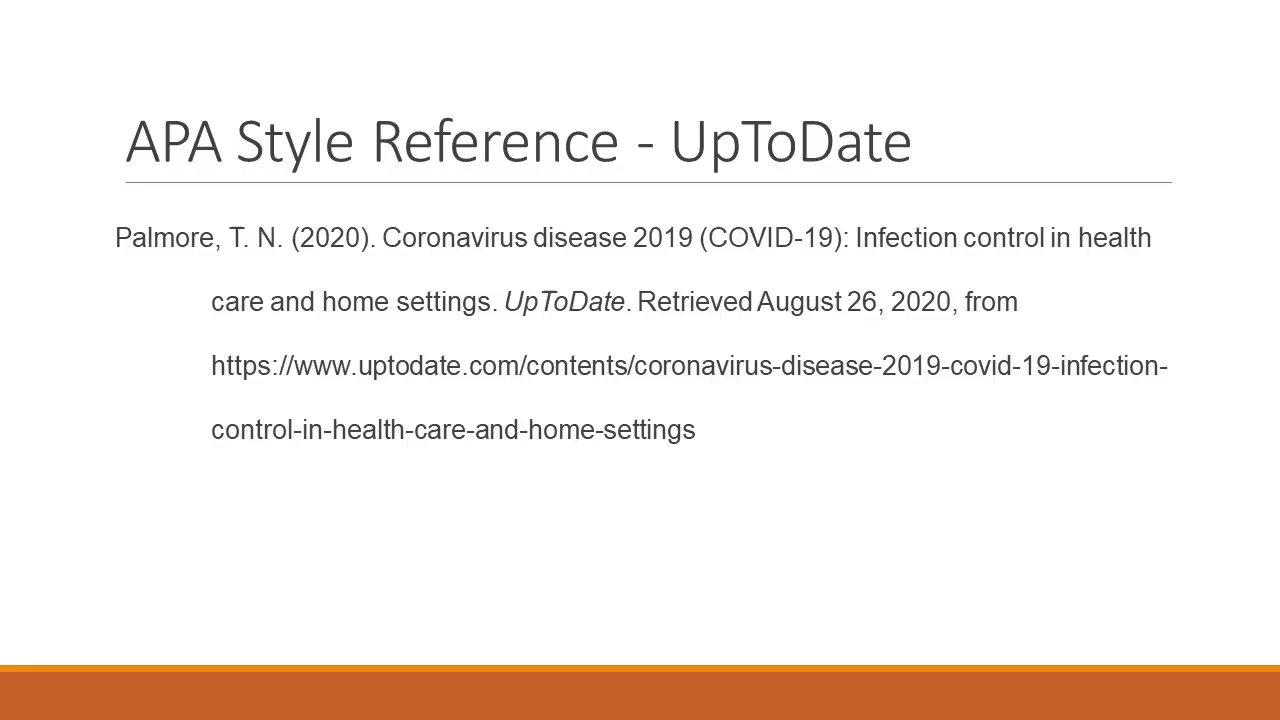 APA Style Reference - UpToDate
Palmore, T. N. (2020). Coronavirus disease 2019 (COVID-19): Infection control in health
care and home settings. UpToDate. Retrieved August 26, 2020, from
https://www.uptodate.com/contents/coronavirus-disease-2019-covid-19-infection-
control-in-health-care-and-home-settings